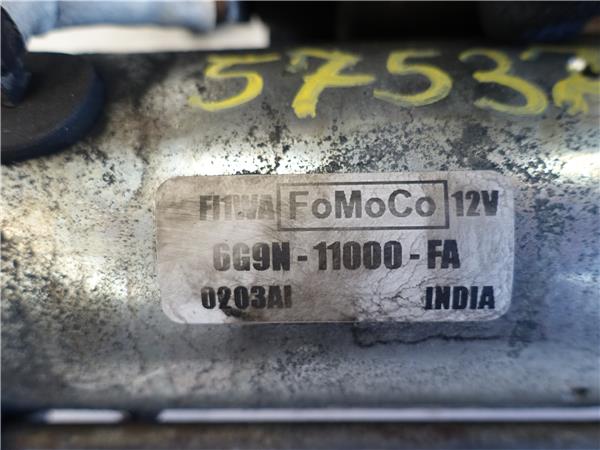 57537
FI1WA FoMoCo 12V
6G9N-11000-FA
0203AI INDIA